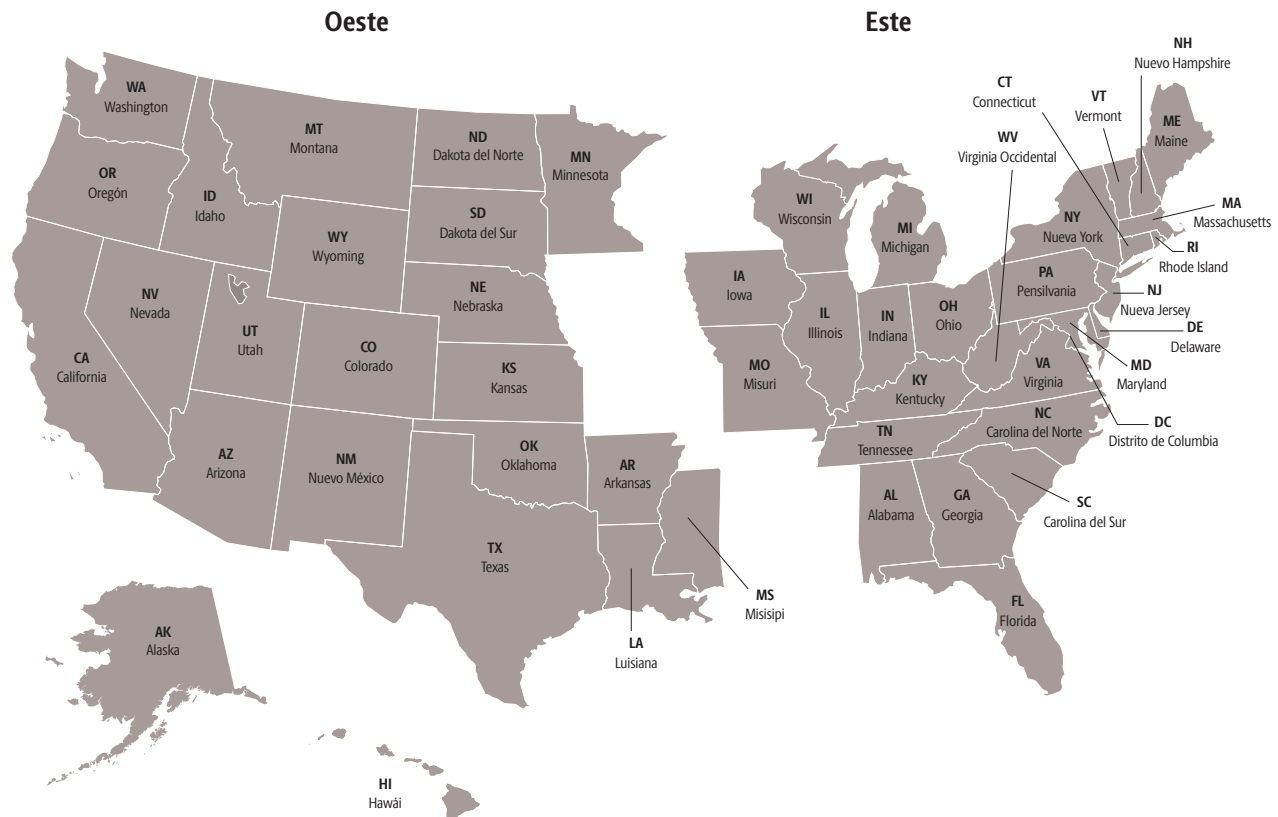 Oeste
WA
Washington
OR
Oregón
ID
Idaho
MT
Montana
ND
Dakota del Norte
MN
Minnesota
SD
Dakota del Sur
WY
Wyoming
NE
Nebraska
NV
Nevada
UT
Utah
CA
California
CO
Colorado
KS
Kansas
AZ
Arizona
NM
Nuevo México
OK
Oklahoma
AR
Arkansas
TX
Texas
MS
Misisipi
LA
Luisiana
AK
Alaska
HI
Hawái
Este
NH
Nuevo Hampshire
CT
Connecticut
VT
Vermont
ME
Maine
WV
Virginia Occidental
WI
Wisconsin
MI
Michigan
NY
Nueva York
MA
Massachusetts
RI
Rhode Island
IA
Iowa
PA
Pensilvania
NJ
Nueva Jersey
IL
Illinois
IN
Indiana
OH
Ohio
DE
Delaware
MO
Misuri
KY
Kentucky
VA
Virginia
MD
Maryland
TN
Tennessee
NC
Carolina del Norte
DC
Distrito de Columbia
AL
Alabama
GA
Georgia
SC
Carolina del Sur
FL
Florida